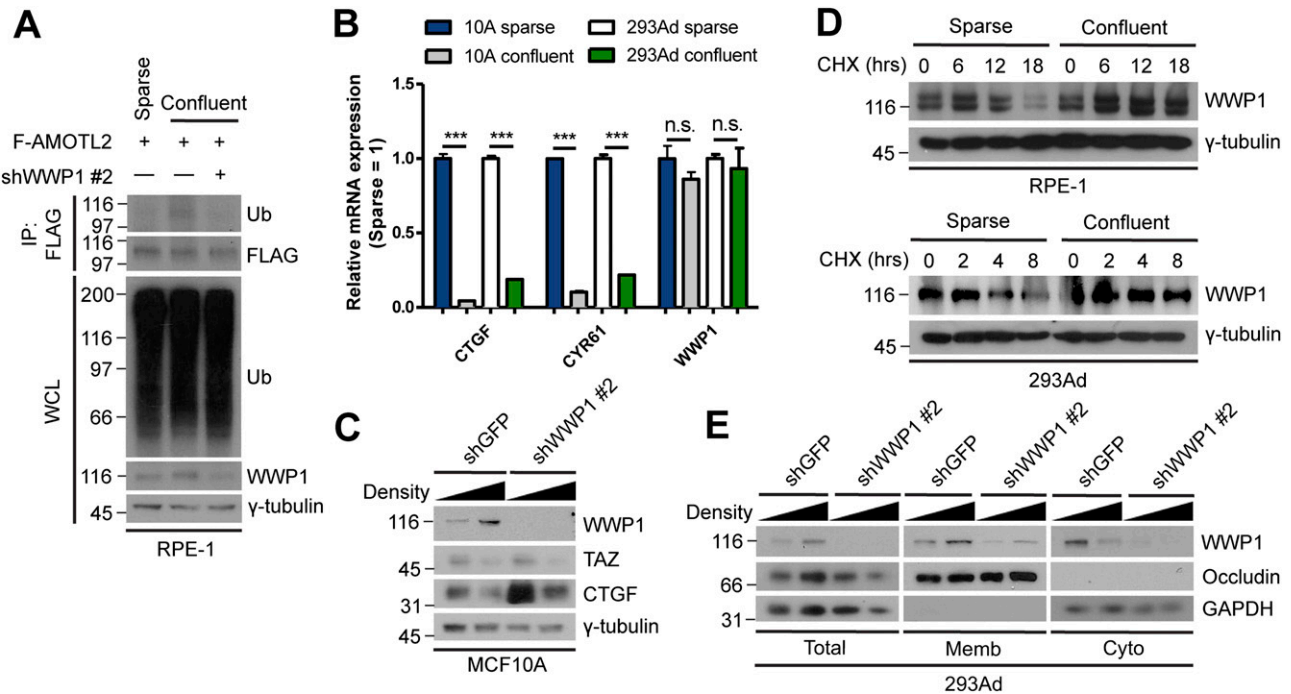 A
Sparse
Confluent
F-AMOTL2 + + +
shWWP1 #2 — — +
IP: FLAG
116
97
Ub
116
97
FLAG
WCL
200
116
97
66
Ub
116
WWP1
45
γ-tubulin
RPE-1
B
10A sparse
293Ad sparse
10A confluent
293Ad confluent
Relative mRNA expression
(Sparse = 1)
1.5
1.0
0.5
0.0
*** *** *** *** n.s. n.s.
CTGF
CYR61
WWP1
C
shGFP
shWWP1 #2
Density
116
WWP1
45
TAZ
31
CTGF
45
γ-tubulin
MCF10A
D
Sparse
Confluent
CHX (hrs) 0 6 12 18 0 6 12 18
116
WWP1
45
γ-tubulin
RPE-1
Sparse
Confluent
CHX (hrs) 0 2 4 8 0 2 4 8
116
WWP1
45
γ-tubulin
293Ad
E
shGFP
shWWP1 #2
shGFP
shWWP1 #2
shGFP
shWWP1 #2
Density
116
WWP1
66
Occludin
31
GAPDH
Total
Memb
Cyto
293Ad